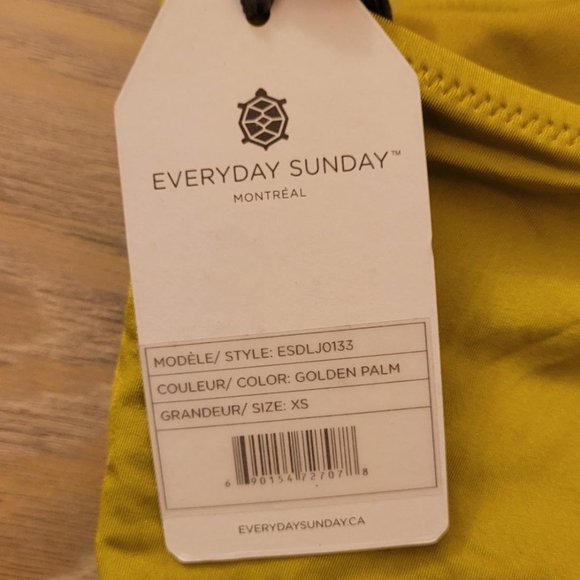 EVERYDAY SUNDAY™
MONTRÉAL
MODÈLE/ STYLE: ESDLJ0133
COULEUR/ COLOR: GOLDEN PALM
GRANDEUR/ SIZE: XS
6 90154 72707 8
EVERYDAYSUNDAY.CA